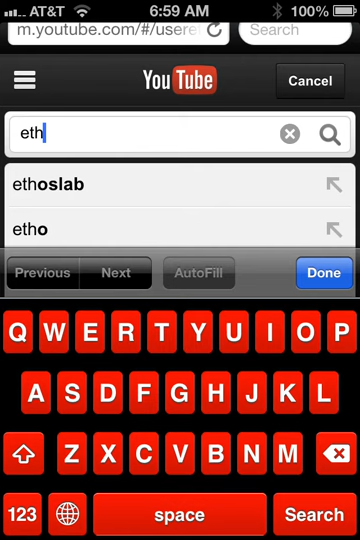 AT&T 6:59 AM 100%
m.youtube.com/#/usere
Search
YouTube Cancel
eth
ethoslab
etho
Previous Next AutoFill Done
Q W E R T Y U I O P
A S D F G H J K L
Z X C V B N M
123 space Search